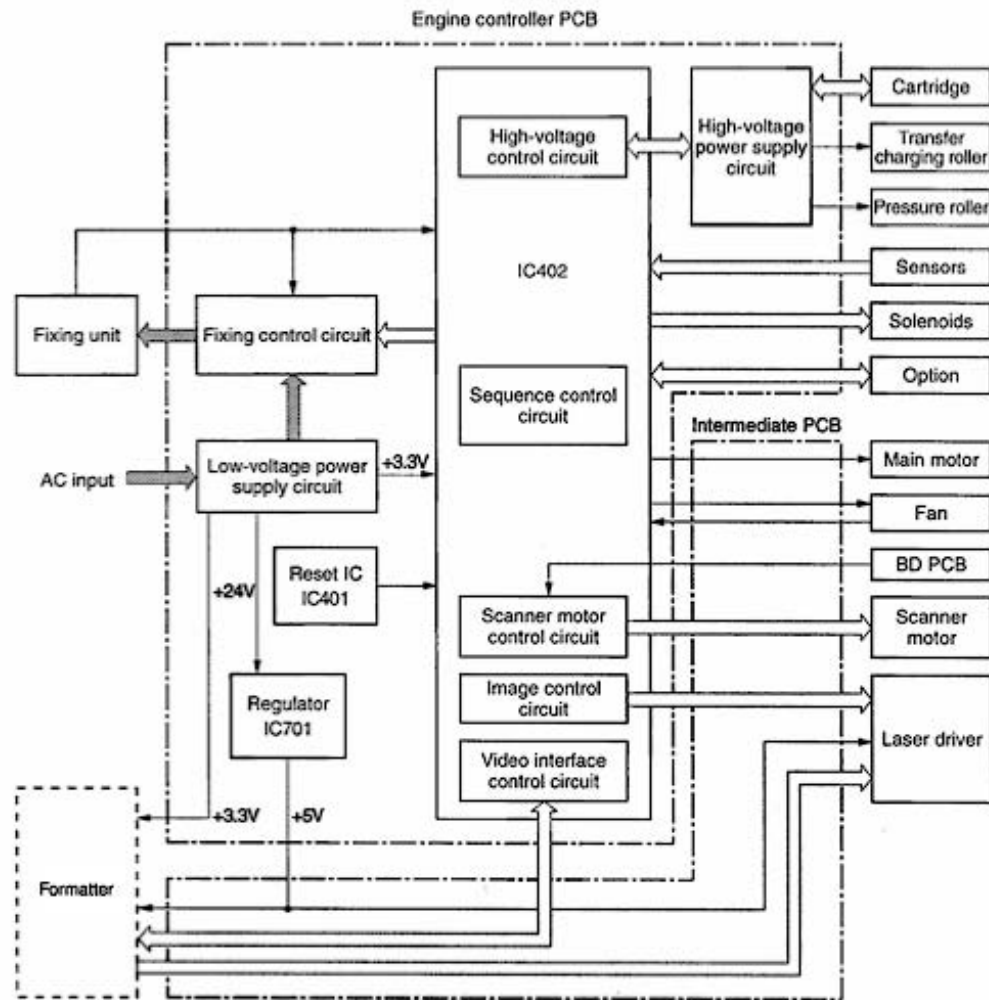 Engine controller PCB
High-voltage
control circuit
High-voltage
power supply
circuit
Cartridge
Transfer
charging roller
Pressure roller
IC402
Sensors
Fixing unit
Fixing control circuit
Solenoids
Sequence control
circuit
Option
Intermediate PCB
AC input
Low-voltage power
supply circuit
+3.3V
Main motor
Fan
+24V
Reset IC
IC401
BD PCB
Scanner motor
control circuit
Scanner
motor
Regulator
IC701
Image control
circuit
Laser driver
Video interface
control circuit
+3.3V
+5V
Formatter